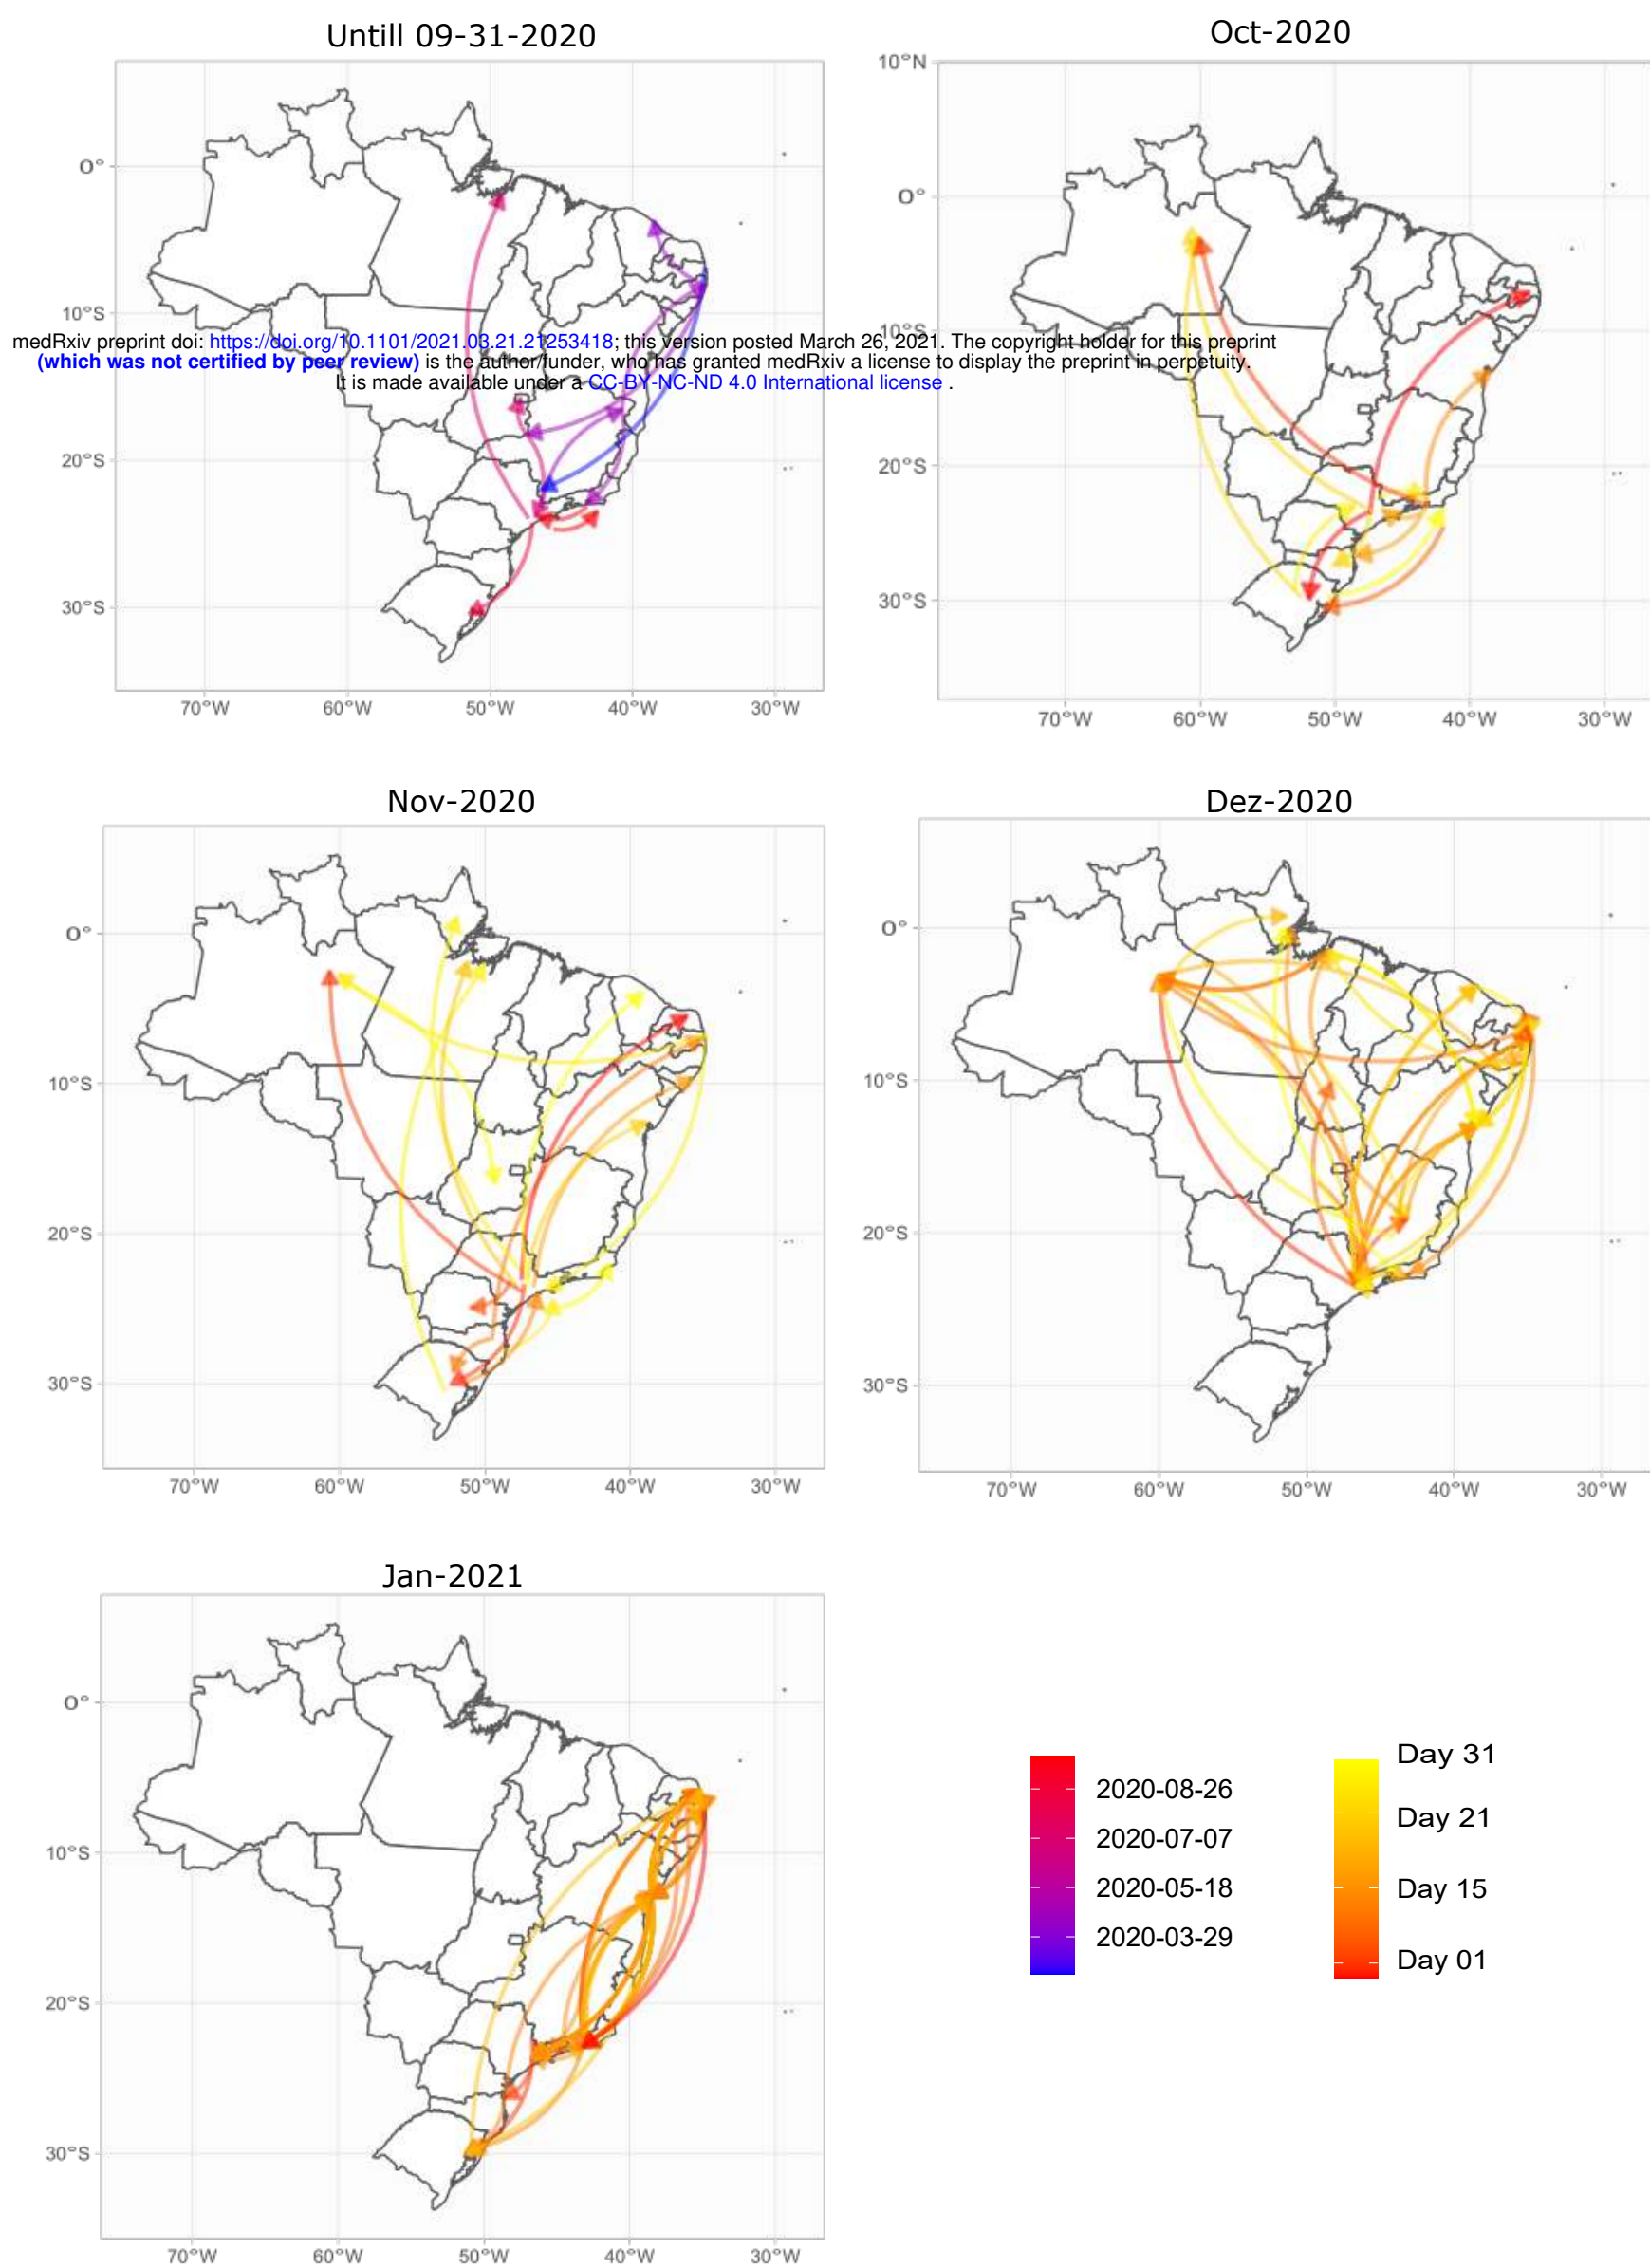 Untill 09-31-2020
Oct-2020
0°
10°S
20°S
30°S
70°W 60°W 50°W 40°W 30°W
10°N
0°
10°S
20°S
30°S
70°W 60°W 50°W 40°W 30°W
medRxiv preprint doi: https://doi.org/10.1101/2021.03.21.21253418; this version posted March 26, 2021. The copyright holder for this preprint
(which was not certified by peer review) is the author/funder, who has granted medRxiv a license to display the preprint in perpetuity.
It is made available under a CC-BY-NC-ND 4.0 International license .
Nov-2020
Dez-2020
0°
10°S
20°S
30°S
70°W 60°W 50°W 40°W 30°W
0°
10°S
20°S
30°S
70°W 60°W 50°W 40°W 30°W
Jan-2021
0°
10°S
20°S
30°S
70°W 60°W 50°W 40°W 30°W
2020-08-26
2020-07-07
2020-05-18
2020-03-29
Day 31
Day 21
Day 15
Day 01